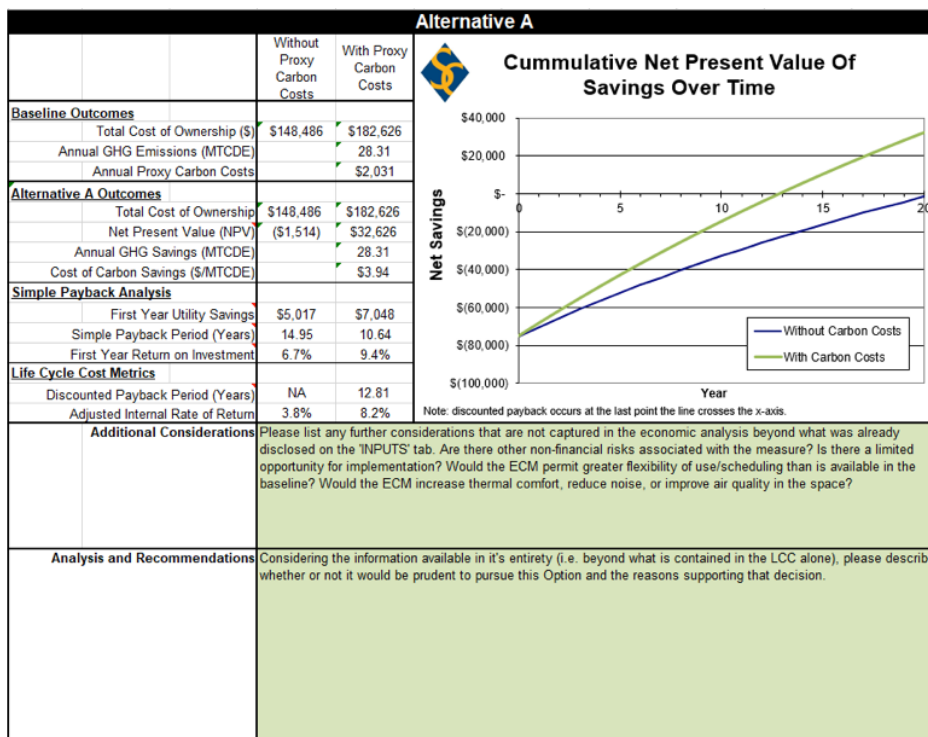 Alternative A
Without Proxy Carbon Costs
With Proxy Carbon Costs
Baseline Outcomes
Total Cost of Ownership ($) $148,486 $182,626
Annual GHG Emissions (MTCDE) 28.31
Annual Proxy Carbon Costs $2,031
Alternative A Outcomes
Total Cost of Ownership $148,486 $182,626
Net Present Value (NPV) ($1,514) $32,626
Annual GHG Savings (MTCDE) 28.31
Cost of Carbon Savings ($/MTCDE) $3.94
Simple Payback Analysis
First Year Utility Savings $5,017 $7,048
Simple Payback Period (Years) 14.95 10.64
First Year Return on Investment 6.7% 9.4%
Life Cycle Cost Metrics
Discounted Payback Period (Years) NA 12.81
Adjusted Internal Rate of Return 3.8% 8.2%
Cummulative Net Present Value Of
Savings Over Time
Net Savings
$40,000
$20,000
$-
$(20,000)
$(40,000)
$(60,000)
$(80,000)
$(100,000)
0 5 10 15 20
Without Carbon Costs
With Carbon Costs
Year
Note: discounted payback occurs at the last point the line crosses the x-axis.
Additional Considerations
Please list any further considerations that are not captured in the economic analysis beyond what was already
disclosed on the 'INPUTS' tab. Are there other non-financial risks associated with the measure? Is there a limited
opportunity for implementation? Would the ECM permit greater flexibility of use/scheduling than is available in the
baseline? Would the ECM increase thermal comfort, reduce noise, or improve air quality in the space?
Analysis and Recommendations
Considering the information available in it's entirety (i.e. beyond what is contained in the LCC alone), please describ
whether or not it would be prudent to pursue this Option and the reasons supporting that decision.